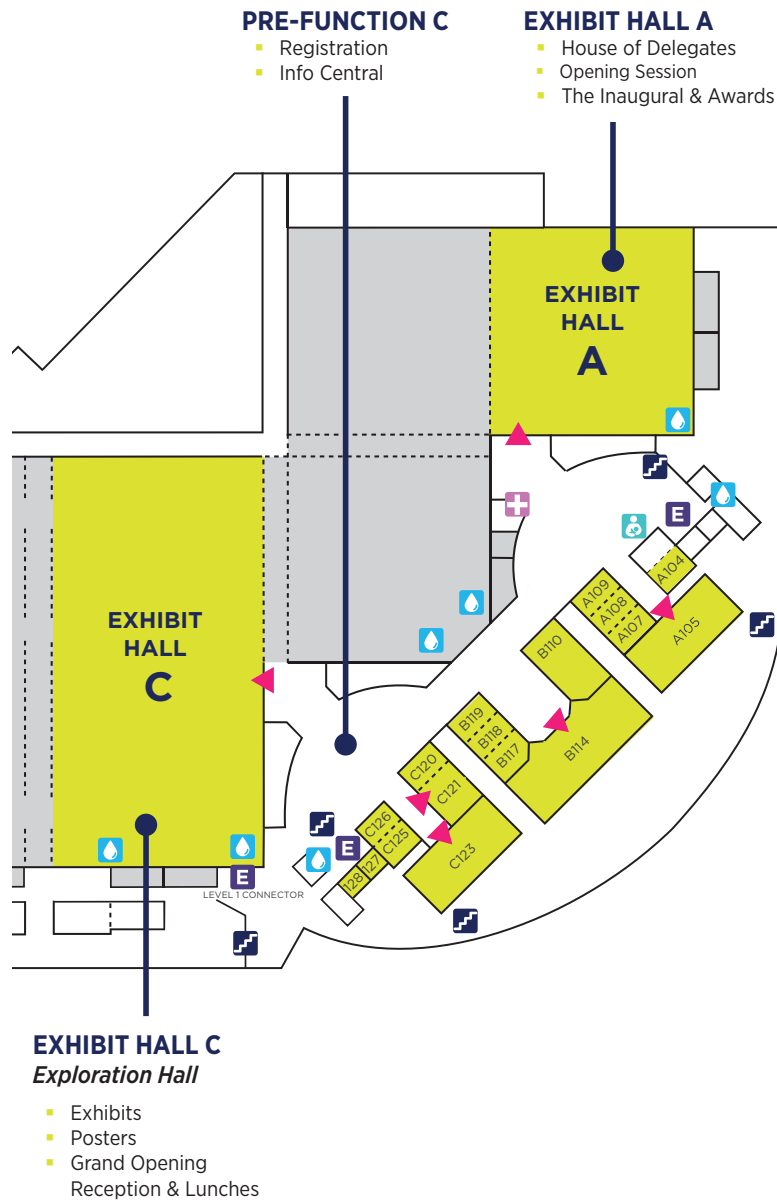 PRE-FUNCTION C
Registration
Info Central
EXHIBIT HALL A
House of Delegates
Opening Session
The Inaugural & Awards
EXHIBIT
HALL
A
E
A104
A109
A108
A107
A105
B110
EXHIBIT
HALL
C
B119
B118
B117
B114
C120
C121
C126
C125
C123
E
127
128
E
LEVEL 1 CONNECTOR
EXHIBIT HALL C
Exploration Hall
Exhibits
Posters
Grand Opening
Reception & Lunches